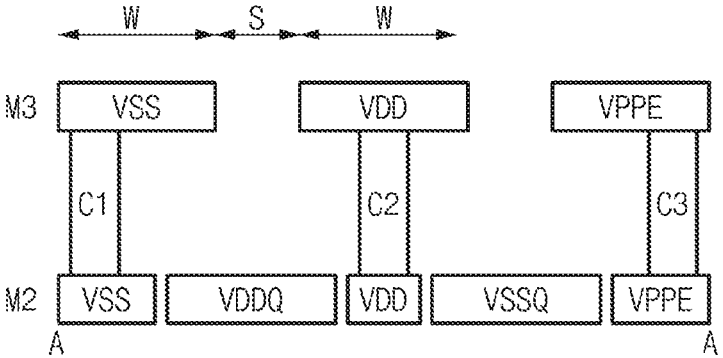 W S W
M3 VSS VDD VPPE
C1 C2 C3
M2 VSS VDDQ VDD VSSQ VPPE
A A